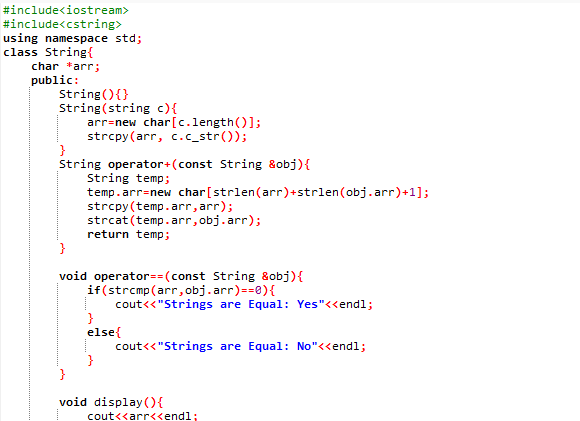 #include<iostream>
#include<cstring>
using namespace std;
class String{
char *arr;
public:
String(){}
String(string c){
arr=new char[c.length()];
strcpy(arr, c.c_str());
}
String operator+(const String &obj){
String temp;
temp.arr=new char[strlen(arr)+strlen(obj.arr)+1];
strcpy(temp.arr,arr);
strcat(temp.arr,obj.arr);
return temp;
}
void operator==(const String &obj){
if(strcmp(arr,obj.arr)==0){
cout<<"Strings are Equal: Yes"<<endl;
}
else{
cout<<"Strings are Equal: No"<<endl;
}
}
void display(){
cout<<arr<<endl;